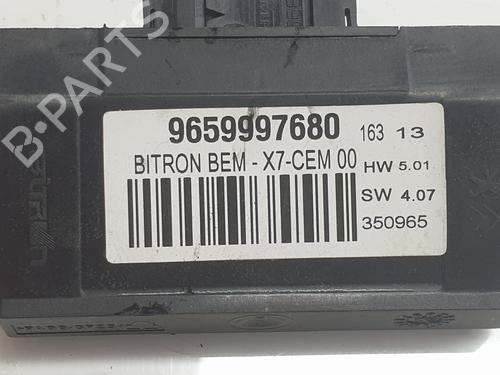 B-PARTS
9659997680 163 13
BITRON BEM - X7-CEM 00 HW 5.01
SW 4.07
350965